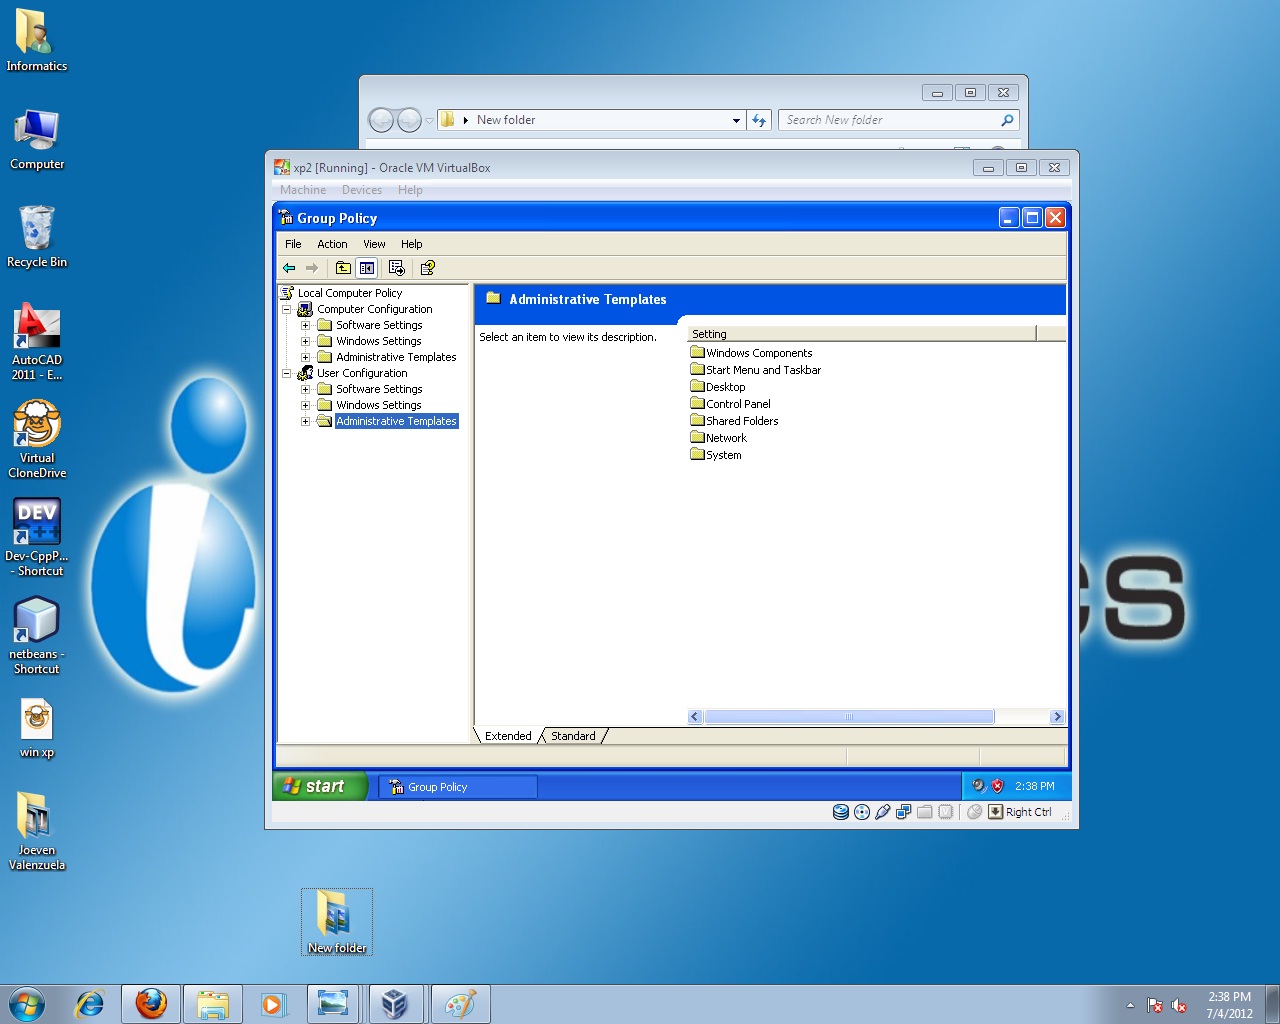 Informatics
Computer
Recycle Bin
AutoCAD
2011 - E...
Virtual
CloneDrive
DEV
C++
Dev-CppP...
- Shortcut
netbeans -
Shortcut
win xp
Joeven
Valenzuela
New folder
Search New folder
xp2 [Running] - Oracle VM VirtualBox
Machine Devices Help
Group Policy
File Action View Help
Local Computer Policy
Computer Configuration
Software Settings
Windows Settings
Administrative Templates
User Configuration
Software Settings
Windows Settings
Administrative Templates
Administrative Templates
Select an item to view its description.
Setting
Windows Components
Start Menu and Taskbar
Desktop
Control Panel
Shared Folders
Network
System
Extended Standard
start
Group Policy
2:38 PM
Right Ctrl
cs
New folder
2:38 PM
7/4/2012